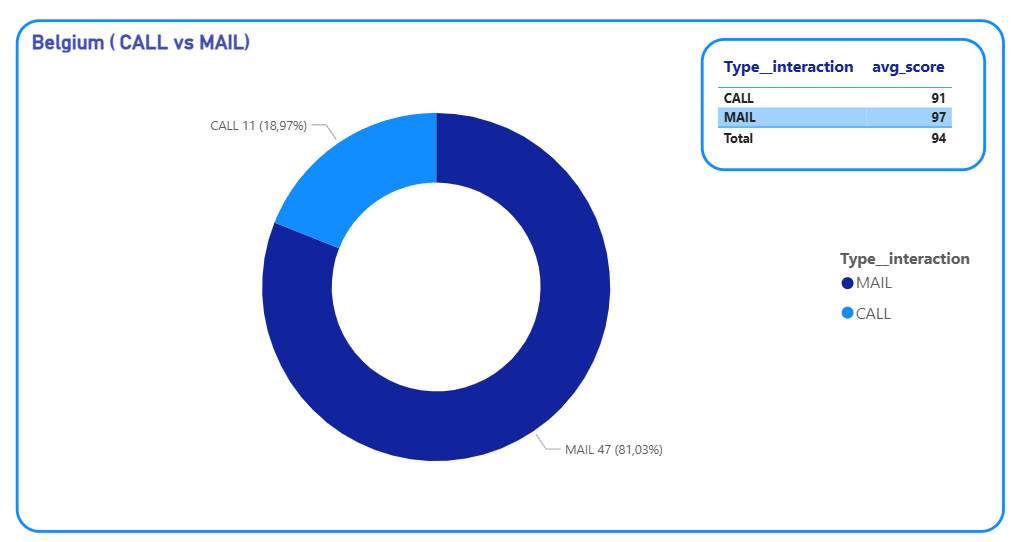 Belgium ( CALL vs MAIL)
Type__interaction avg_score
CALL 91
MAIL 97
Total 94
CALL 11 (18,97%)
Type__interaction
MAIL
CALL
MAIL 47 (81,03%)